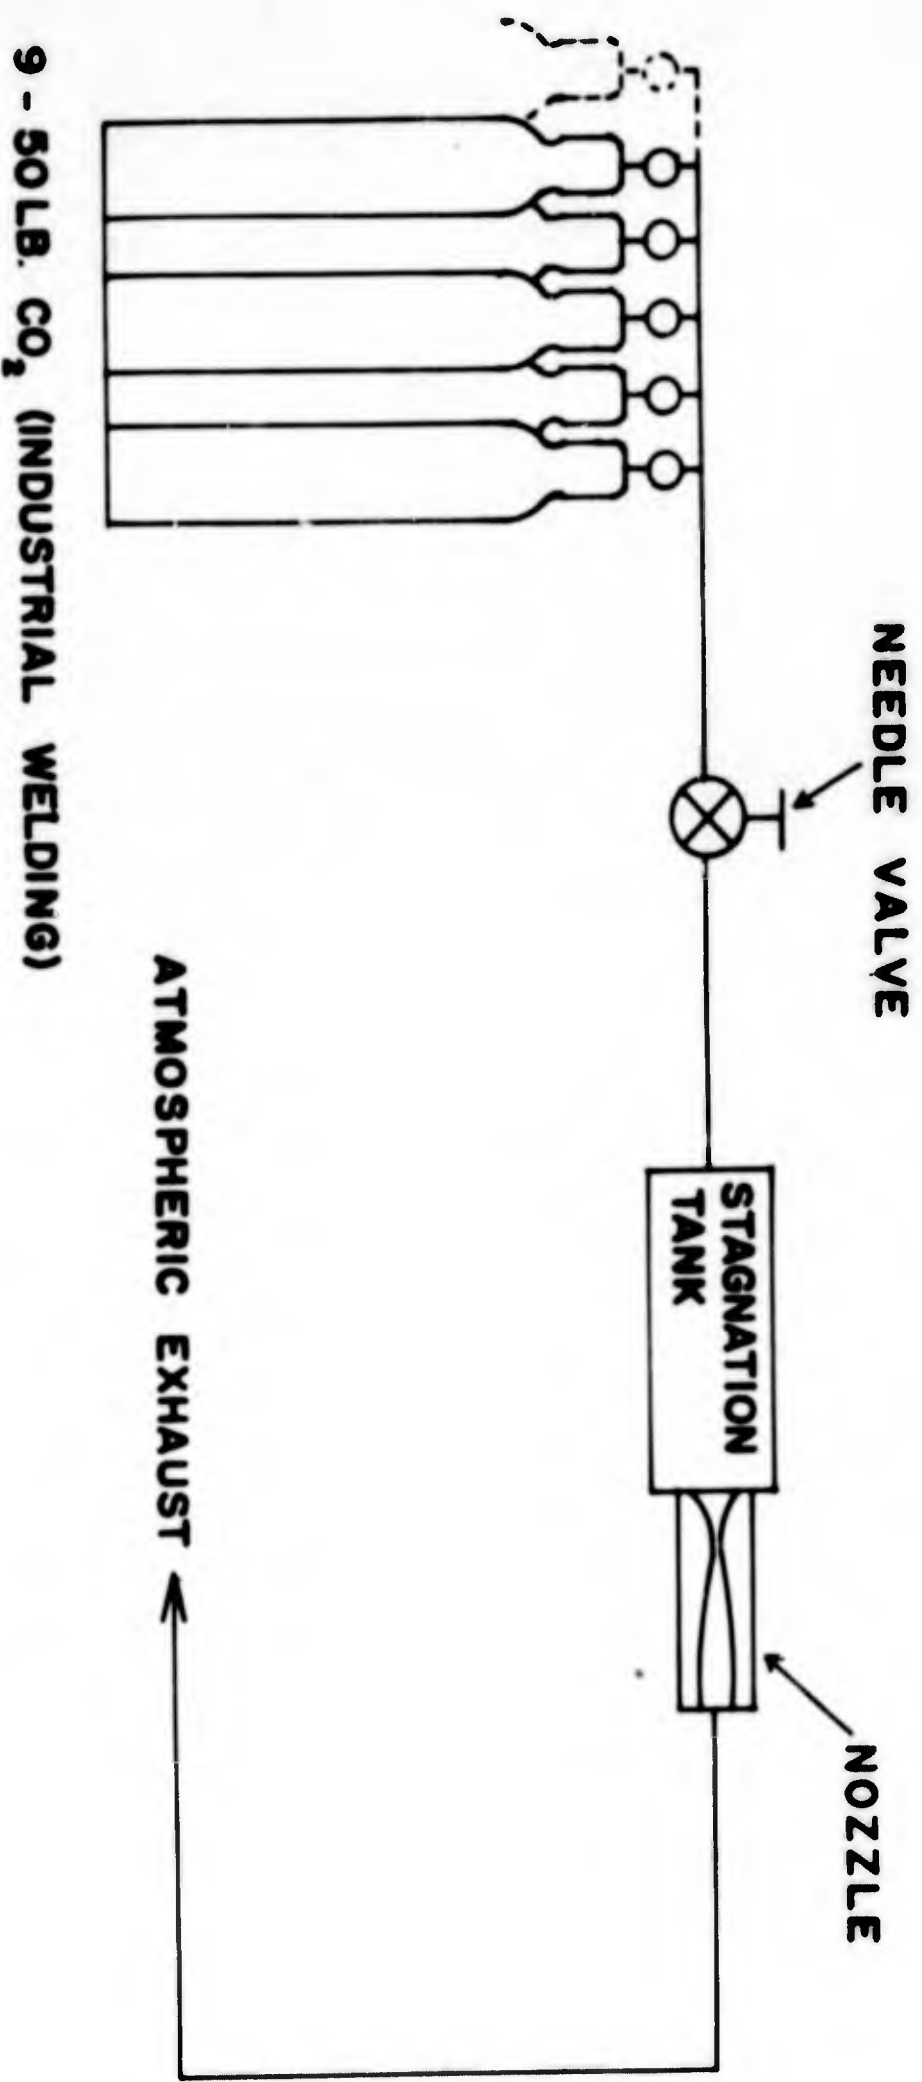 NEEDLE VALVE
STAGNATION
TANK
NOZZLE
ATMOSPHERIC EXHAUST
9 - 50 LB. CO₂ (INDUSTRIAL WELDING)